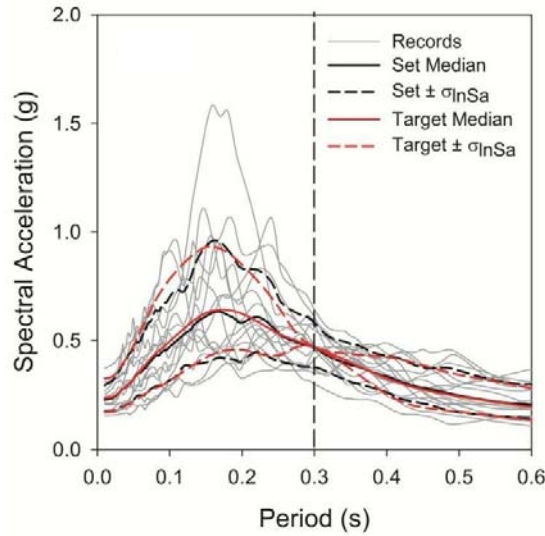 2.0
1.5
1.0
0.5
0.0
Spectral Acceleration (g)
Records
Set Median
Set ± σlnSa
Target Median
Target ± σlnSa
0.0 0.1 0.2 0.3 0.4 0.5 0.6
Period (s)